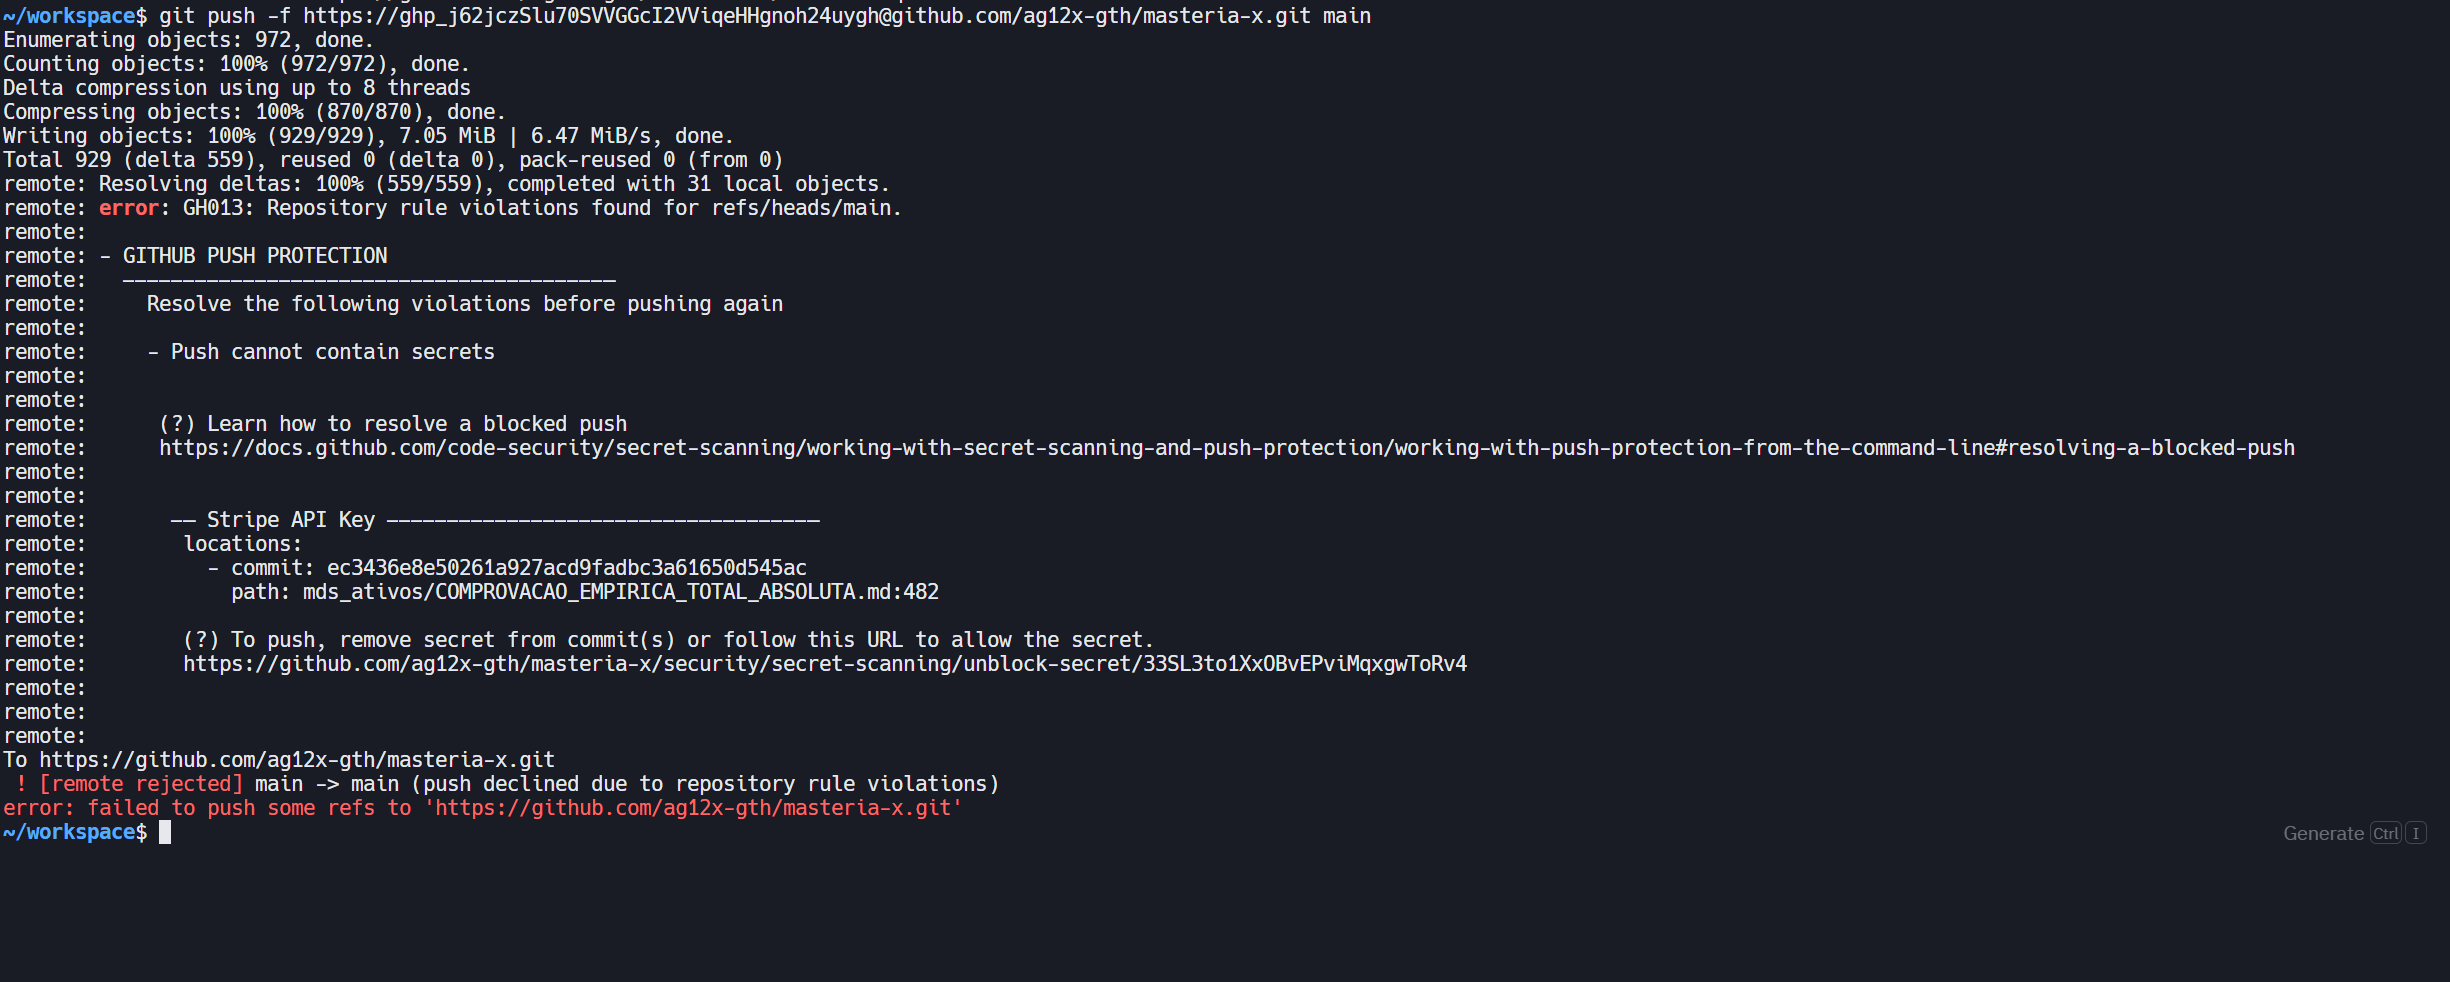 ~/workspace$ git push -f https://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@github.com/ag12x-gth/masteria-x.git main
Enumerating objects: 972, done.
Counting objects: 100% (972/972), done.
Delta compression using up to 8 threads
Compressing objects: 100% (870/870), done.
Writing objects: 100% (929/929), 7.05 MiB | 6.47 MiB/s, done.
Total 929 (delta 559), reused 0 (delta 0), pack-reused 0 (from 0)
remote: Resolving deltas: 100% (559/559), completed with 31 local objects.
remote: error: GH013: Repository rule violations found for refs/heads/main.
remote:
remote: - GITHUB PUSH PROTECTION
remote:   —————————————————————————————————————————
remote:     Resolve the following violations before pushing again
remote:
remote:     - Push cannot contain secrets
remote:
remote:
remote:      (?) Learn how to resolve a blocked push
remote:      https://docs.github.com/code-security/secret-scanning/working-with-secret-scanning-and-push-protection/working-with-push-protection-from-the-command-line#resolving-a-blocked-push
remote:
remote:
remote:       —— Stripe API Key ————————————————————————————————————
remote:        locations:
remote:          - commit: ec3436e8e50261a927acd9fadbc3a61650d545ac
remote:            path: mds_ativos/COMPROVACAO_EMPIRICA_TOTAL_ABSOLUTA.md:482
remote:
remote:        (?) To push, remove secret from commit(s) or follow this URL to allow the secret.
remote:        https://github.com/ag12x-gth/masteria-x/security/secret-scanning/unblock-secret/33SL3to1XxOBvEPviMqxgwToRv4
remote:
remote:
remote:
To https://github.com/ag12x-gth/masteria-x.git
 ! [remote rejected] main -> main (push declined due to repository rule violations)
error: failed to push some refs to 'https://github.com/ag12x-gth/masteria-x.git'
~/workspace$
Generate Ctrl I